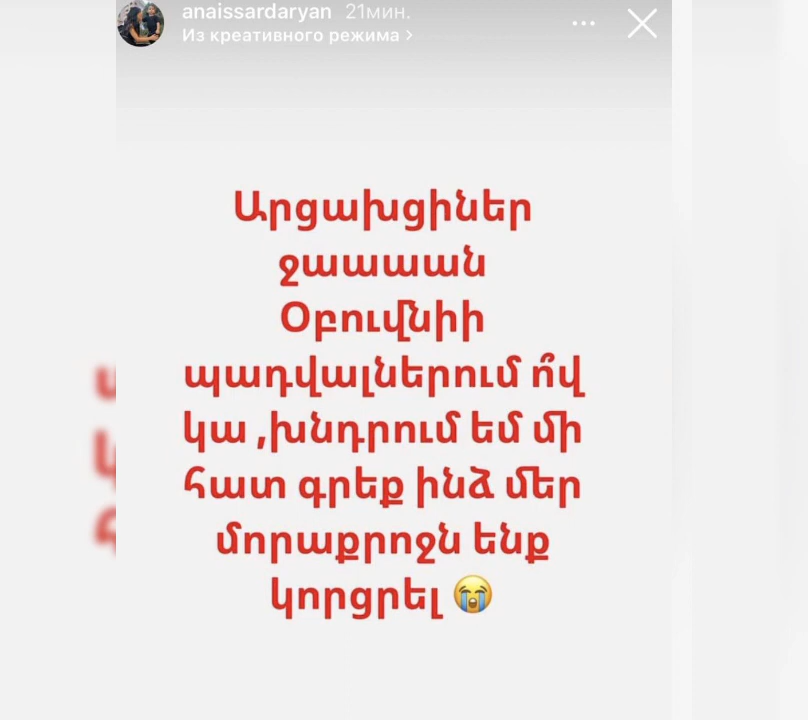 anaissardaryan 21мин.
Из креативного режима >
Արցախցիներ
ջաաաան
Օբուվնիի
պադվալներում ո՞վ
կա ,խնդրում եմ մի
հատ գրեք ինձ մեր
մորաքրոջն ենք
կորցրել 😭